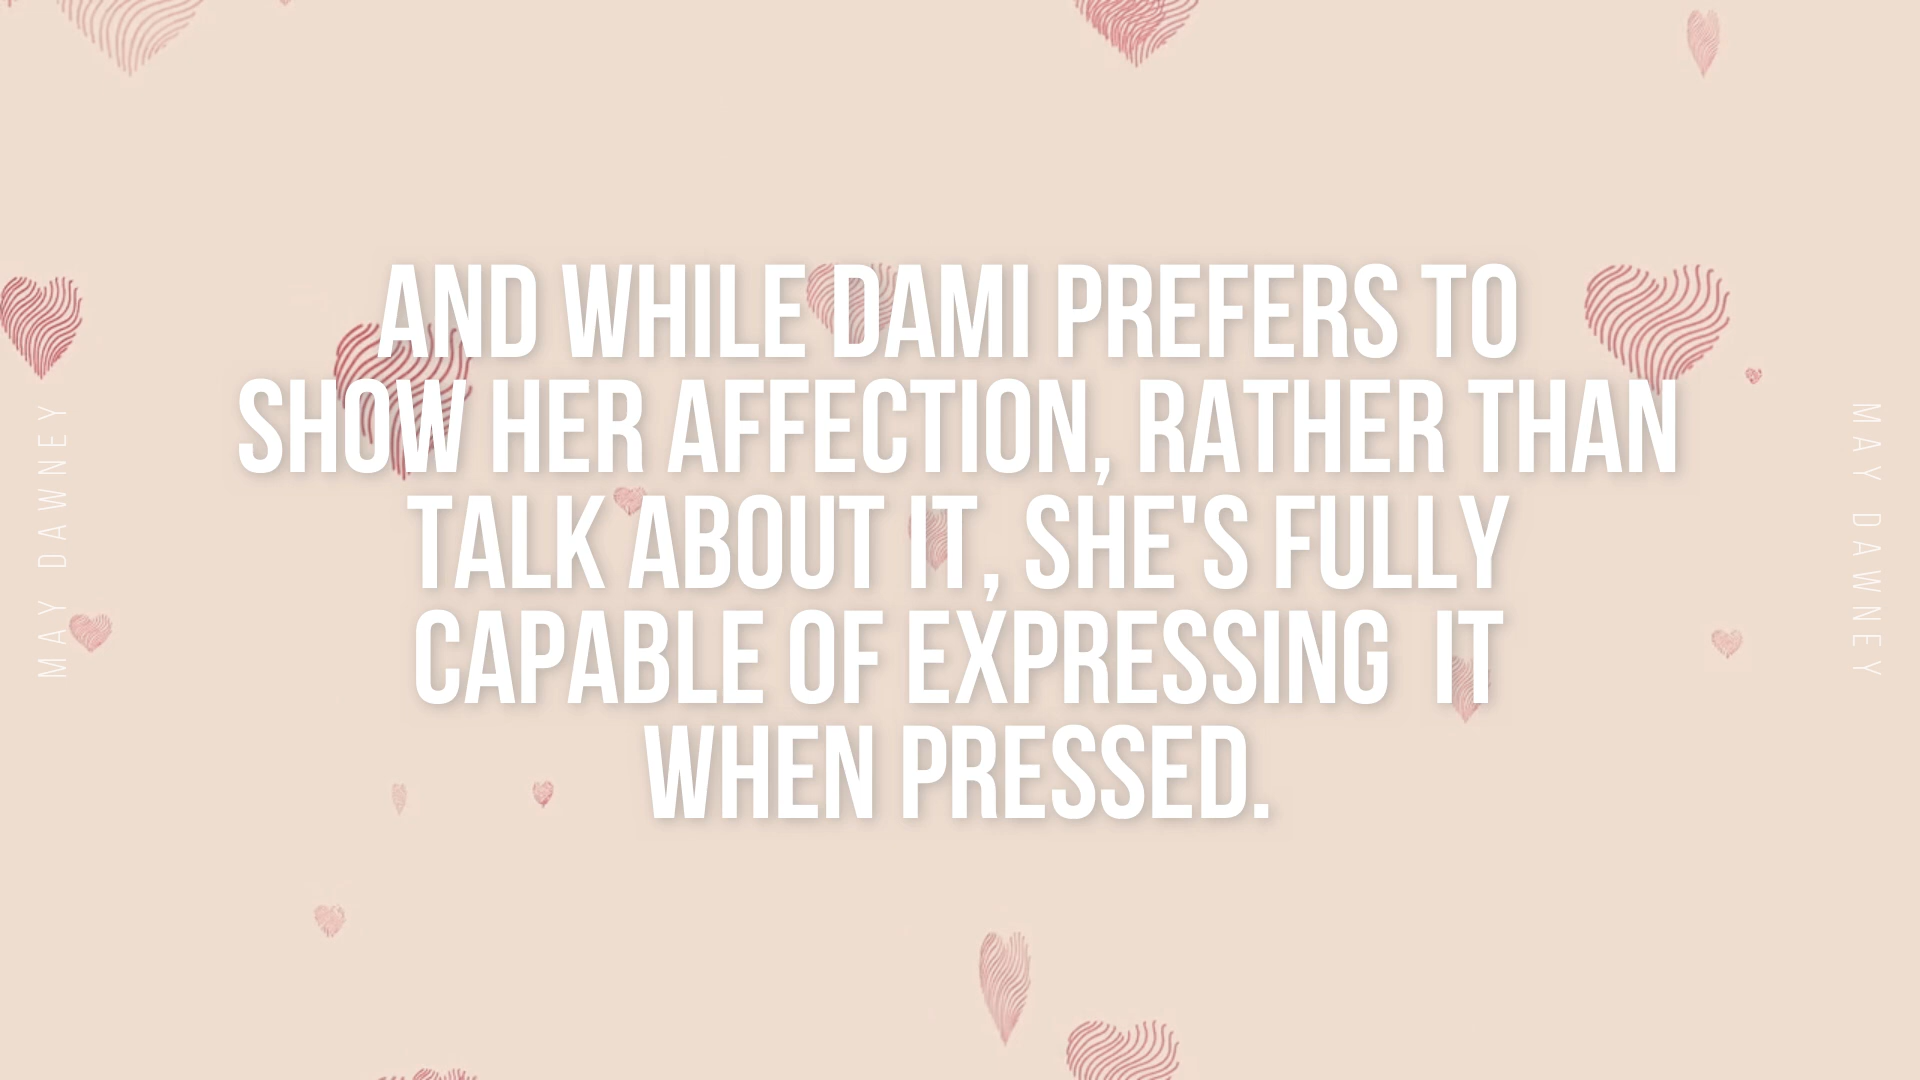 AND WHILE DAMI PREFERS TO
SHOW HER AFFECTION, RATHER THAN
TALK ABOUT IT, SHE'S FULLY
CAPABLE OF EXPRESSING  IT
WHEN PRESSED.
MAY DAWNEY
MAY DAWNEY